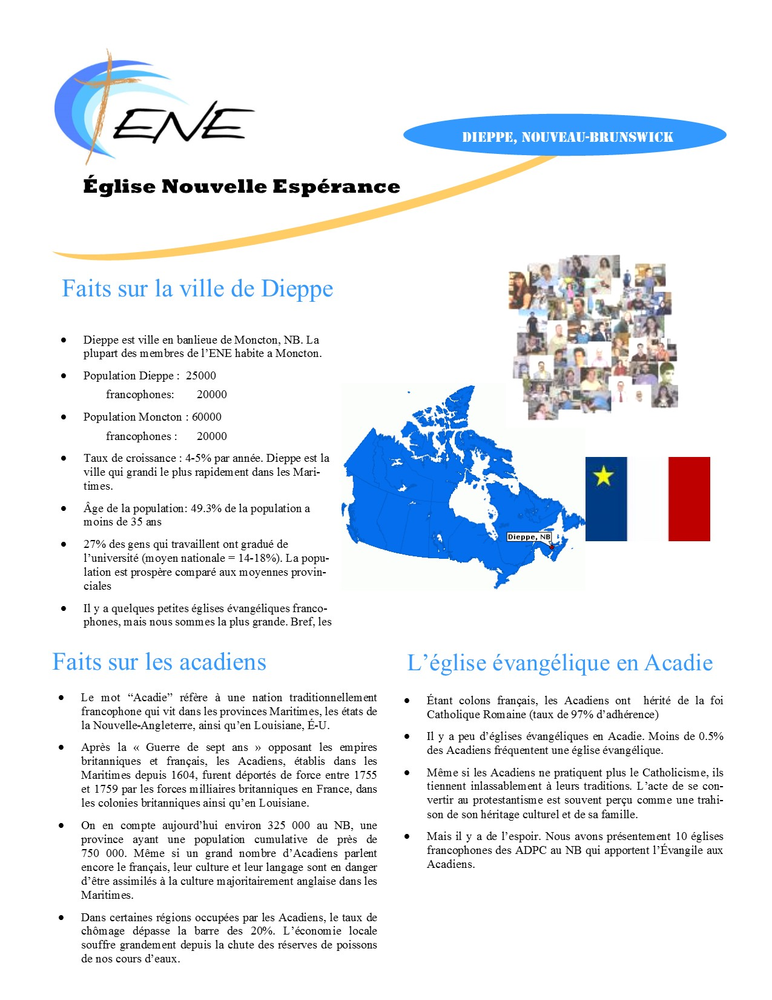 ENE
DIEPPE, NOUVEAU-BRUNSWICK
Église Nouvelle Espérance
Faits sur la ville de Dieppe
• Dieppe est ville en banlieue de Moncton, NB. La
plupart des membres de l’ENE habite a Moncton.
• Population Dieppe : 25000
francophones: 20000
• Population Moncton : 60000
francophones : 20000
• Taux de croissance : 4-5% par année. Dieppe est la
ville qui grandi le plus rapidement dans les Mari-
times.
• Âge de la population: 49.3% de la population a
moins de 35 ans
• 27% des gens qui travaillent ont gradué de
l’université (moyen nationale = 14-18%). La popu-
lation est prospère comparé aux moyennes provin-
ciales
• Il y a quelques petites églises évangéliques franco-
phones, mais nous sommes la plus grande. Bref, les
Dieppe, NB
Faits sur les acadiens
• Le mot “Acadie” réfère à une nation traditionnellement
francophone qui vit dans les provinces Maritimes, les états de
la Nouvelle-Angleterre, ainsi qu’en Louisiane, É-U.
• Après la « Guerre de sept ans » opposant les empires
britanniques et français, les Acadiens, établis dans les
Maritimes depuis 1604, furent déportés de force entre 1755
et 1759 par les forces milliaires britanniques en France, dans
les colonies britanniques ainsi qu’en Louisiane.
• On en compte aujourd’hui environ 325 000 au NB, une
province ayant une population cumulative de près de
750 000. Même si un grand nombre d’Acadiens parlent
encore le français, leur culture et leur langage sont en danger
d’être assimilés à la culture majoritairement anglaise dans les
Maritimes.
• Dans certaines régions occupées par les Acadiens, le taux de
chômage dépasse la barre des 20%. L’économie locale
souffre grandement depuis la chute des réserves de poissons
de nos cours d’eaux.
L’église évangélique en Acadie
• Étant colons français, les Acadiens ont hérité de la foi
Catholique Romaine (taux de 97% d’adhérence)
• Il y a peu d’églises évangéliques en Acadie. Moins de 0.5%
des Acadiens fréquentent une église évangélique.
• Même si les Acadiens ne pratiquent plus le Catholicisme, ils
tiennent inlassablement à leurs traditions. L’acte de se con-
vertir au protestantisme est souvent perçu comme une trahi-
son de son héritage culturel et de sa famille.
• Mais il y a de l’espoir. Nous avons présentement 10 églises
francophones des ADPC au NB qui apportent l’Évangile aux
Acadiens.